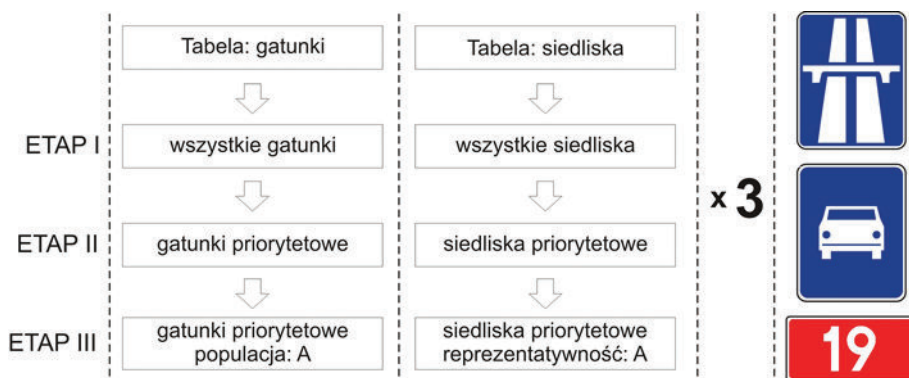 Tabela: gatunki
Tabela: siedliska
ETAP I
wszystkie gatunki
wszystkie siedliska
x 3
ETAP II
gatunki priorytetowe
siedliska priorytetowe
ETAP III
gatunki priorytetowe
populacja: A
siedliska priorytetowe
reprezentatywność: A
19